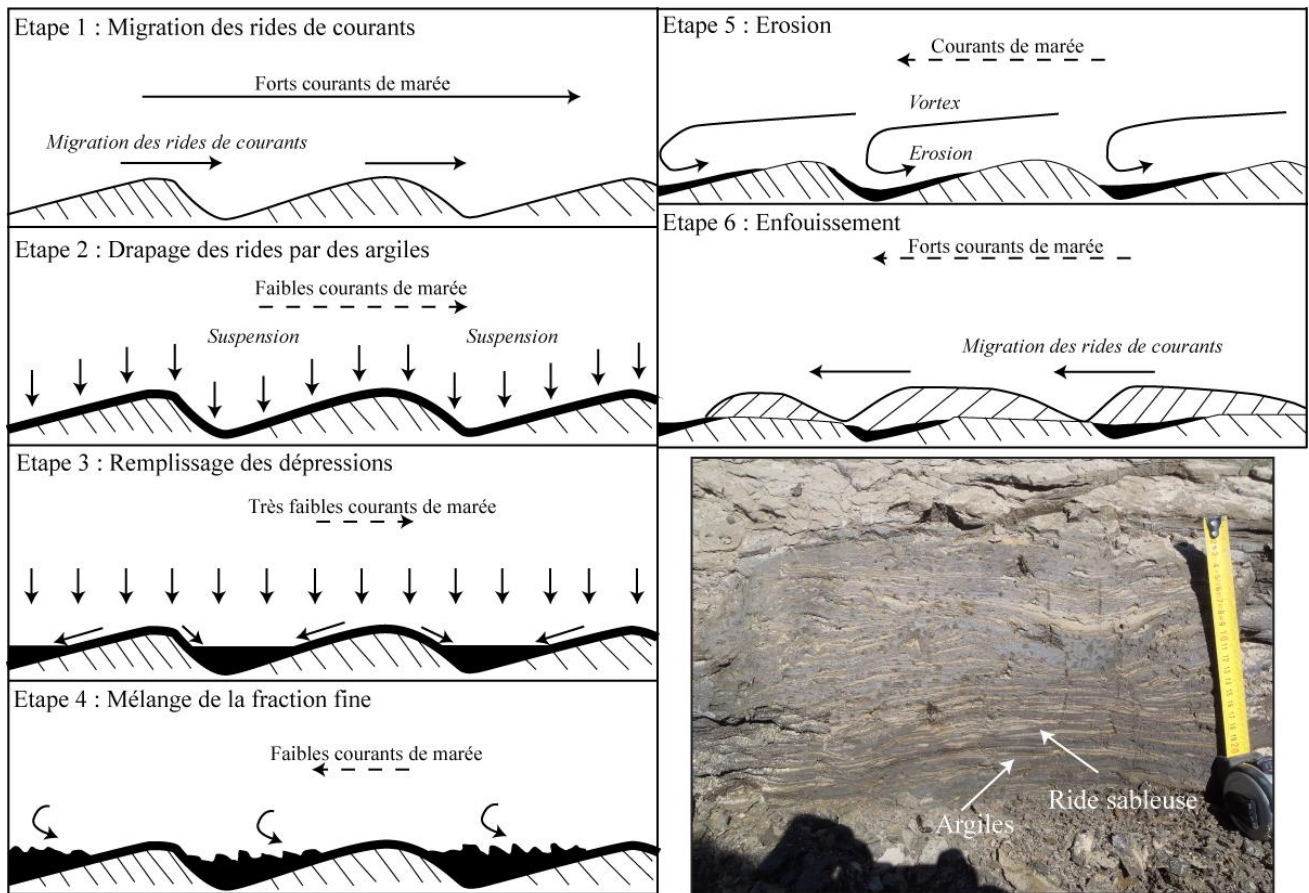 Etape 1 : Migration des rides de courants
Forts courants de marée
Migration des rides de courants
Etape 2 : Drapage des rides par des argiles
Faibles courants de marée
Suspension
Suspension
Etape 3 : Remplissage des dépressions
Très faibles courants de marée
Etape 4 : Mélange de la fraction fine
Faibles courants de marée
Etape 5 : Erosion
Courants de marée
Vortex
Erosion
Etape 6 : Enfouissement
Forts courants de marée
Migration des rides de courants
Ride sableuse
Argiles